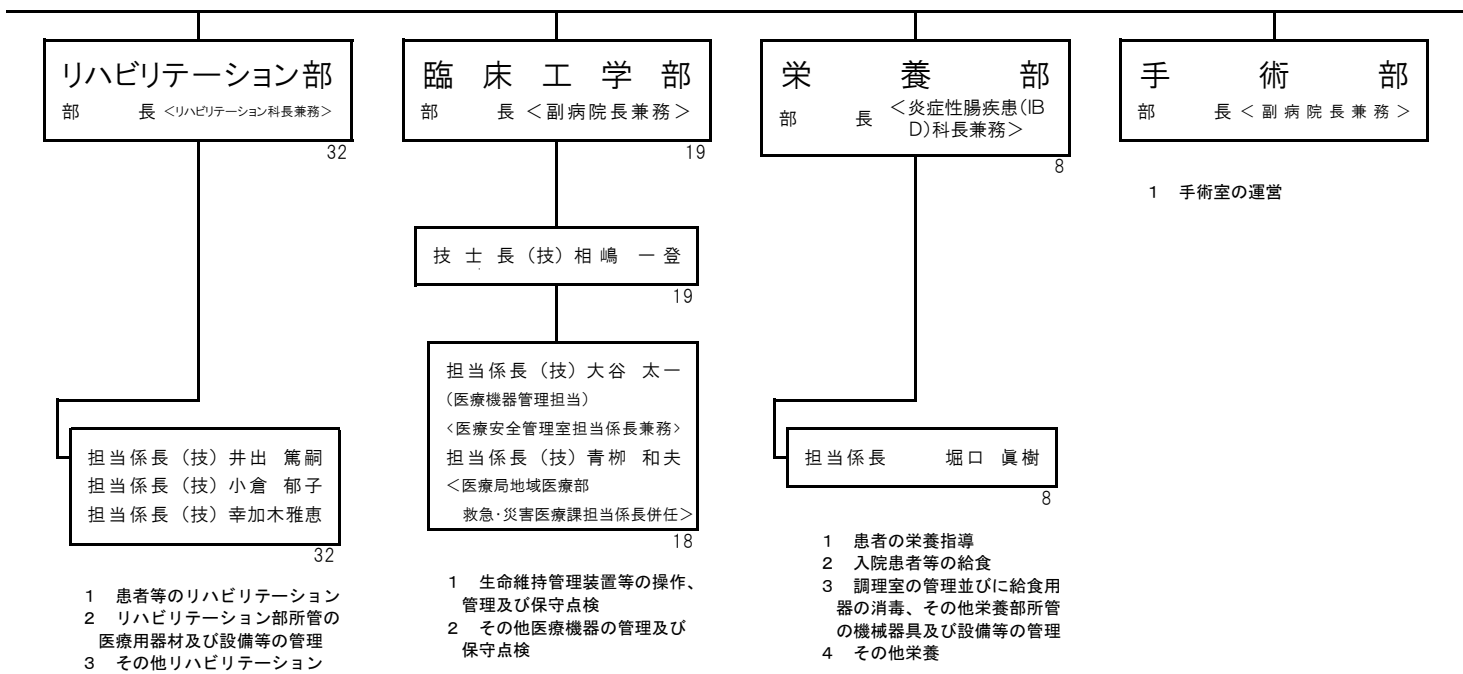 リハビリテーション部
部長<リハビリテーション科長兼務>
32
担当係長（技）井出 篤嗣
担当係長（技）小倉 郁子
担当係長（技）幸加木雅恵
32
1 患者等のリハビリテーション
2 リハビリテーション部所管の
医療用器材及び設備等の管理
3 その他リハビリテーション
臨床工学部
部長<副病院長兼務>
19
技士長（技）相嶋 一登
19
担当係長（技）大谷 太一
（医療機器管理担当）
<医療安全管理室担当係長兼務>
担当係長（技）青栁 和夫
<医療局地域医療部
救急・災害医療課担当係長併任>
18
1 生命維持管理装置等の操作、
管理及び保守点検
2 その他医療機器の管理及び
保守点検
栄養部
部長<炎症性腸疾患(IB
D)科長兼務>
8
担当係長 堀口 眞樹
8
1 患者の栄養指導
2 入院患者等の給食
3 調理室の管理並びに給食用
器の消毒、その他栄養部所管
の機械器具及び設備等の管理
4 その他栄養
手術部
部長<副病院長兼務>
1 手術室の運営